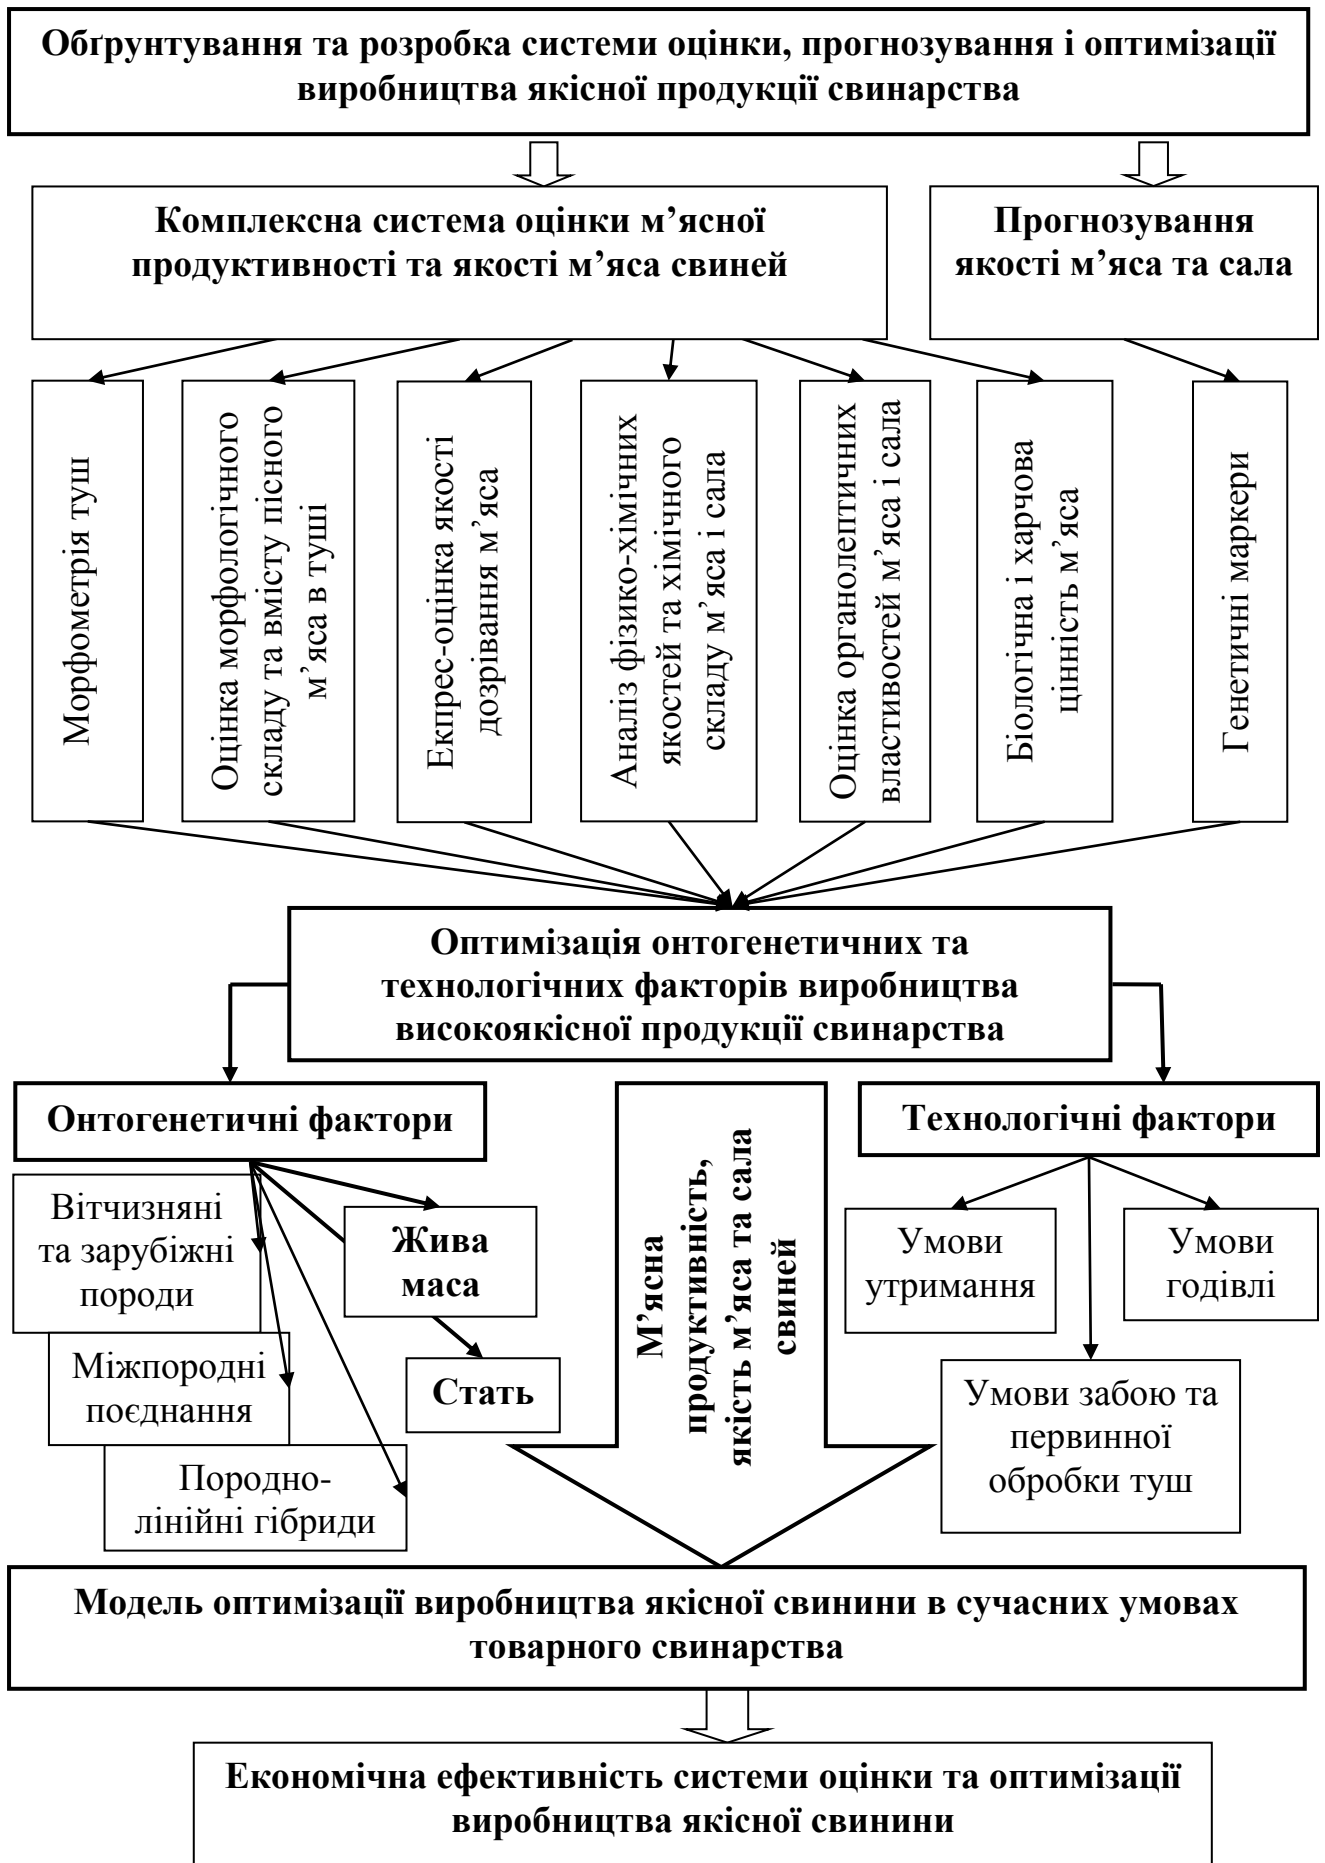 Обґрунтування та розробка системи оцінки, прогнозування і оптимізації
виробництва якісної продукції свинарства
Комплексна система оцінки м’ясної
продуктивності та якості м’яса свиней
Прогнозування
якості м’яса та сала
Морфометрія туш
Оцінка морфологічного
складу та вмісту пісного
м’яса в туші
Експрес-оцінка якості
дозрівання м’яса
Аналіз фізико-хімічних
якостей та хімічного
складу м’яса і сала
Оцінка органолептичних
властивостей м’яса і сала
Біологічна і харчова
цінність м’яса
Генетичні маркери
Оптимізація онтогенетичних та
технологічних факторів виробництва
високоякісної продукції свинарства
Онтогенетичні фактори
Технологічні фактори
Вітчизняні
та зарубіжні
породи
Жива
маса
Міжпородні
поєднання
Стать
Породно-
лінійні гібриди
М’ясна
продуктивність,
якість м’яса та сала
свиней
Умови
утримання
Умови
годівлі
Умови забою та
первинної
обробки туш
Модель оптимізації виробництва якісної свинини в сучасних умовах
товарного свинарства
Економічна ефективність системи оцінки та оптимізації
виробництва якісної свинини